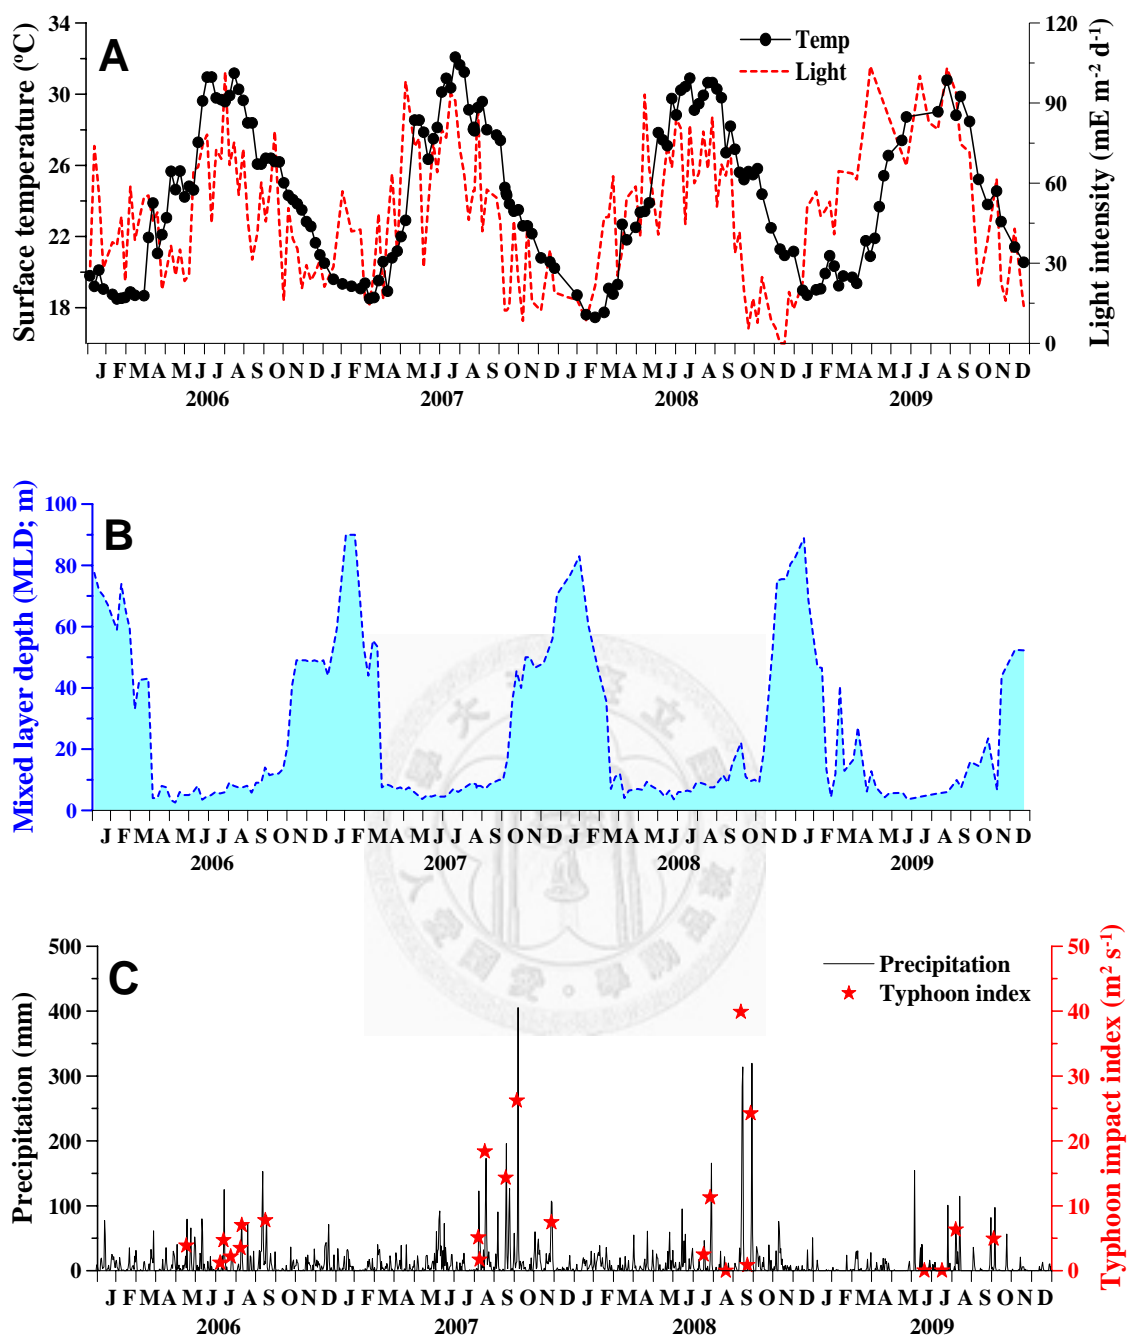 A
Temp
Light
Surface temperature (ºC)
34
30
26
22
18
Light intensity (mE m-2 d-1)
120
90
60
30
0
J F M A M J J A S O N D J F M A M J J A S O N D J F M A M J J A S O N D J F M A M J J A S O N D
2006 2007 2008 2009
B
Mixed layer depth (MLD; m)
100
80
60
40
20
0
J F M A M J J A S O N D J F M A M J J A S O N D J F M A M J J A S O N D J F M A M J J A S O N D
2006 2007 2008 2009
C
Precipitation
Typhoon index
Precipitation (mm)
500
400
300
200
100
0
Typhoon impact index (m2 s-1)
50
40
30
20
10
0
J F M A M J J A S O N D J F M A M J J A S O N D J F M A M J J A S O N D J F M A M J J A S O N D
2006 2007 2008 2009